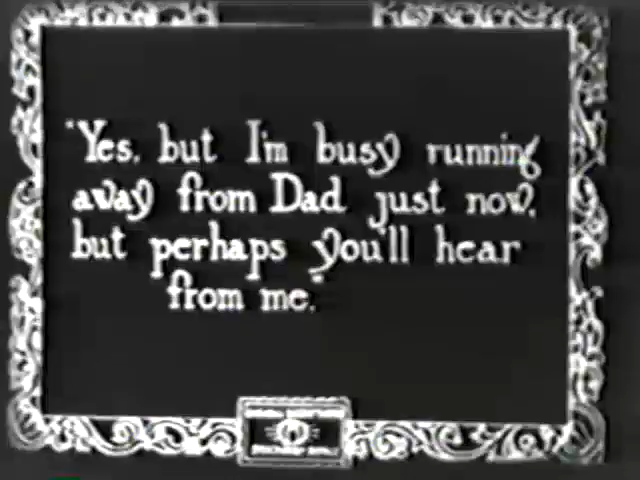 "Yes, but I'm busy running
away from Dad just now,
but perhaps you'll hear
from me."